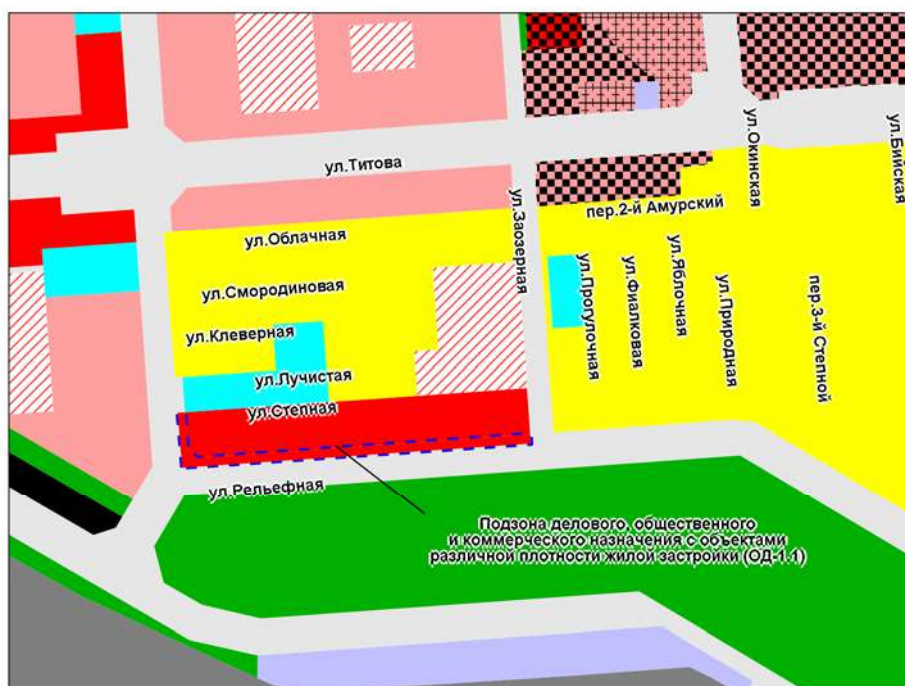 ул.Титова
ул.Заозерная
ул.Окинская
ул.Бийская
пер.2-й Амурский
ул.Облачная
ул.Смородиновая
ул.Клеверная
ул.Лучистая
ул.Степная
ул.Рельефная
ул.Прогулочная
ул.Фиалковая
ул.Яблочная
ул.Природная
пер.3-й Степной
Подзона делового, общественного
и коммерческого назначения с объектами
различной плотности жилой застройки (ОД-1.1)